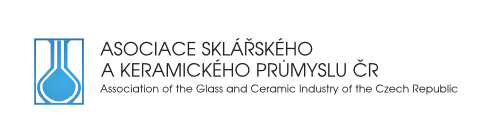 ASOCIACE SKLÁŘSKÉHO
A KERAMICKÉHO PRŮMYSLU ČR
Association of the Glass and Ceramic Industry of the Czech Republic